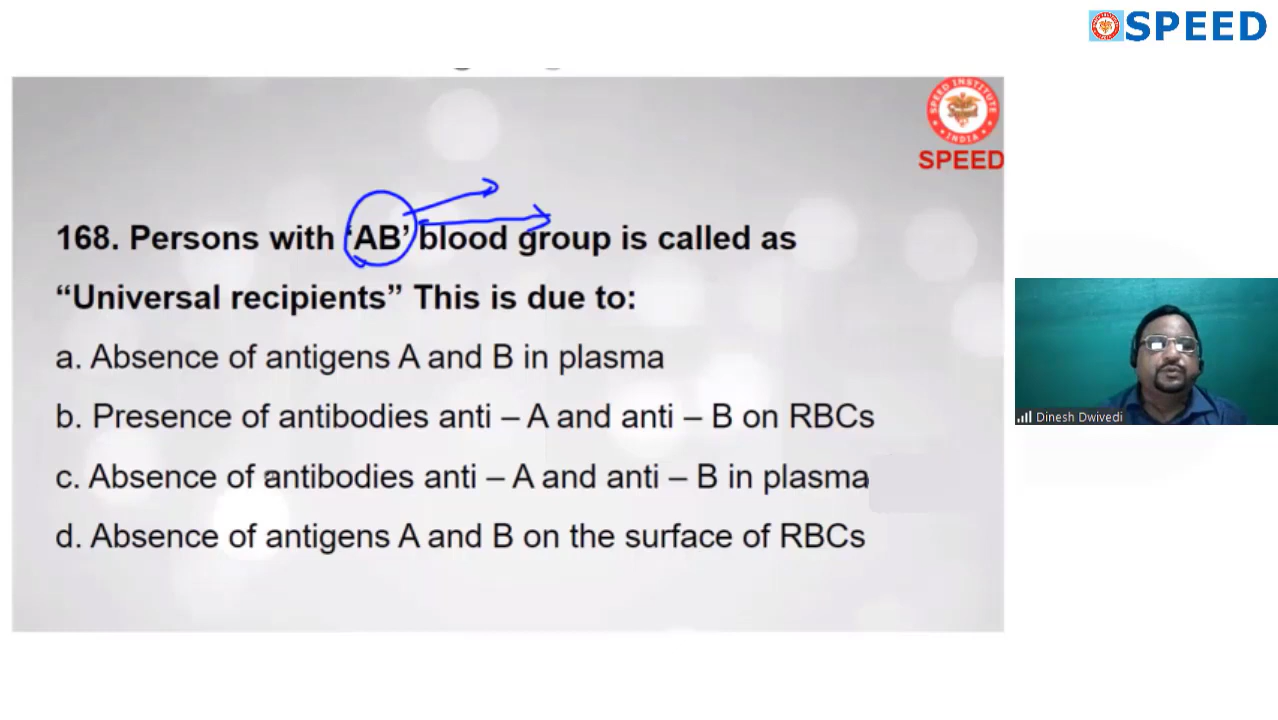 SPEED
SPEED INSTITUTE
INDIA
SPEED
168. Persons with ‘AB’ blood group is called as
“Universal recipients” This is due to:
a. Absence of antigens A and B in plasma
b. Presence of antibodies anti – A and anti – B on RBCs
c. Absence of antibodies anti – A and anti – B in plasma
d. Absence of antigens A and B on the surface of RBCs
Dinesh Dwivedi